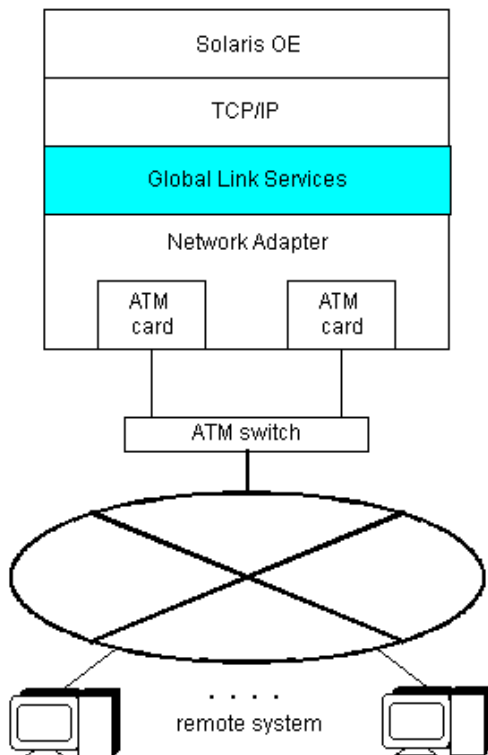 Solaris OE
TCP/IP
Global Link Services
Network Adapter
ATM
card
ATM
card
ATM switch
. . . .
remote system